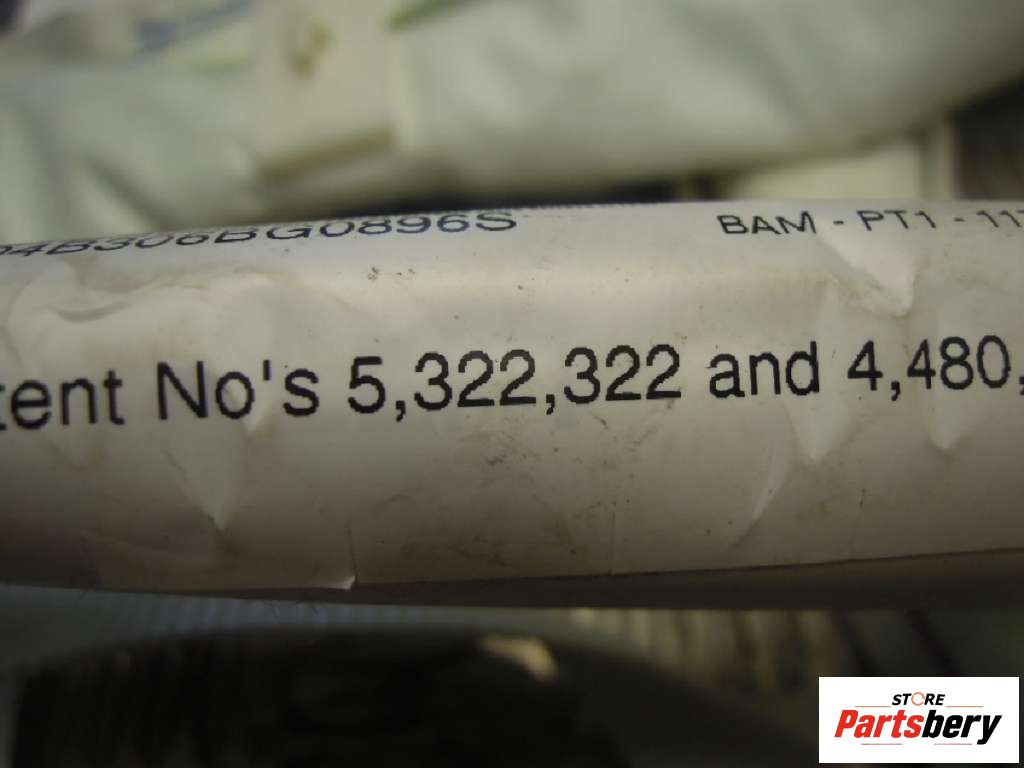 04B306BG0896S BAM - PT1 - 11
tent No's 5,322,322 and 4,480,
STORE
Partsbery